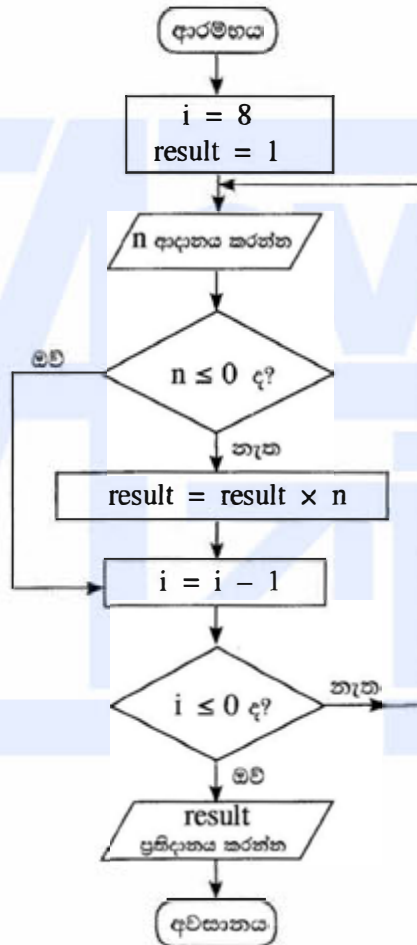 ආරම්භය
i = 8
result = 1
n ආදානය කරන්න
ඔව්
n ≤ 0 ද?
නැත
result = result × n
i = i – 1
i ≤ 0 ද?
නැත
ඔව්
result
ප්‍රතිදානය කරන්න
අවසානය